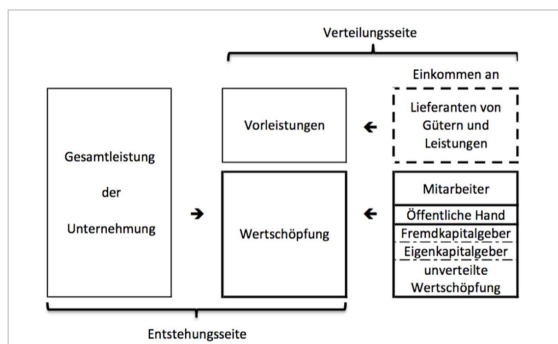 Verteilungsseite
Einkommen an
Gesamtleistung
der
Unternehmung
Vorleistungen
Lieferanten von
Gütern und
Leistungen
Wertschöpfung
Mitarbeiter
Öffentliche Hand
Fremdkapitalgeber
Eigenkapitalgeber
unverteilte
Wertschöpfung
Entstehungsseite